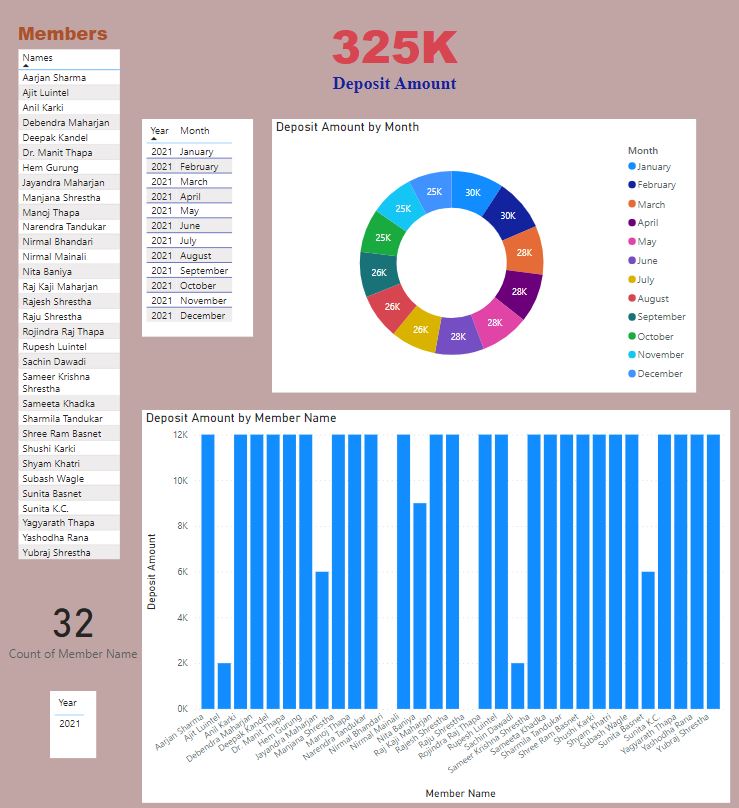 Members
Names
Aarjan Sharma
Ajit Luintel
Anil Karki
Debendra Maharjan
Deepak Kandel
Dr. Manit Thapa
Hem Gurung
Jayandra Maharjan
Manjana Shrestha
Manoj Thapa
Narendra Tandukar
Nirmal Bhandari
Nirmal Mainali
Nita Baniya
Raj Kaji Maharjan
Rajesh Shrestha
Raju Shrestha
Rojindra Raj Thapa
Rupesh Luintel
Sachin Dawadi
Sameer Krishna
Shrestha
Sameeta Khadka
Sharmila Tandukar
Shree Ram Basnet
Shushi Karki
Shyam Khatri
Subash Wagle
Sunita Basnet
Sunita K.C.
Yagyarath Thapa
Yashodha Rana
Yubraj Shrestha
32
Count of Member Name
Year
2021
325K
Deposit Amount
Year Month
2021 January
2021 February
2021 March
2021 April
2021 May
2021 June
2021 July
2021 August
2021 September
2021 October
2021 November
2021 December
Deposit Amount by Month
30K
30K
28K
28K
28K
28K
26K
26K
26K
25K
25K
25K
Month
January
February
March
April
May
June
July
August
September
October
November
December
Deposit Amount by Member Name
Deposit Amount
12K
10K
8K
6K
4K
2K
0K
Aarjan Sharma
Ajit Luintel
Anil Karki
Debendra Maharjan
Deepak Kandel
Dr. Manit Thapa
Hem Gurung
Jayandra Maharjan
Manjana Shrestha
Manoj Thapa
Narendra Tandukar
Nirmal Bhandari
Nirmal Mainali
Nita Baniya
Raj Kaji Maharjan
Rajesh Shrestha
Raju Shrestha
Rojindra Raj Thapa
Rupesh Luintel
Sachin Dawadi
Sameer Krishna Shrestha
Sameeta Khadka
Sharmila Tandukar
Shree Ram Basnet
Shushi Karki
Shyam Khatri
Subash Wagle
Sunita Basnet
Sunita K.C.
Yagyarath Thapa
Yashodha Rana
Yubraj Shrestha
Member Name